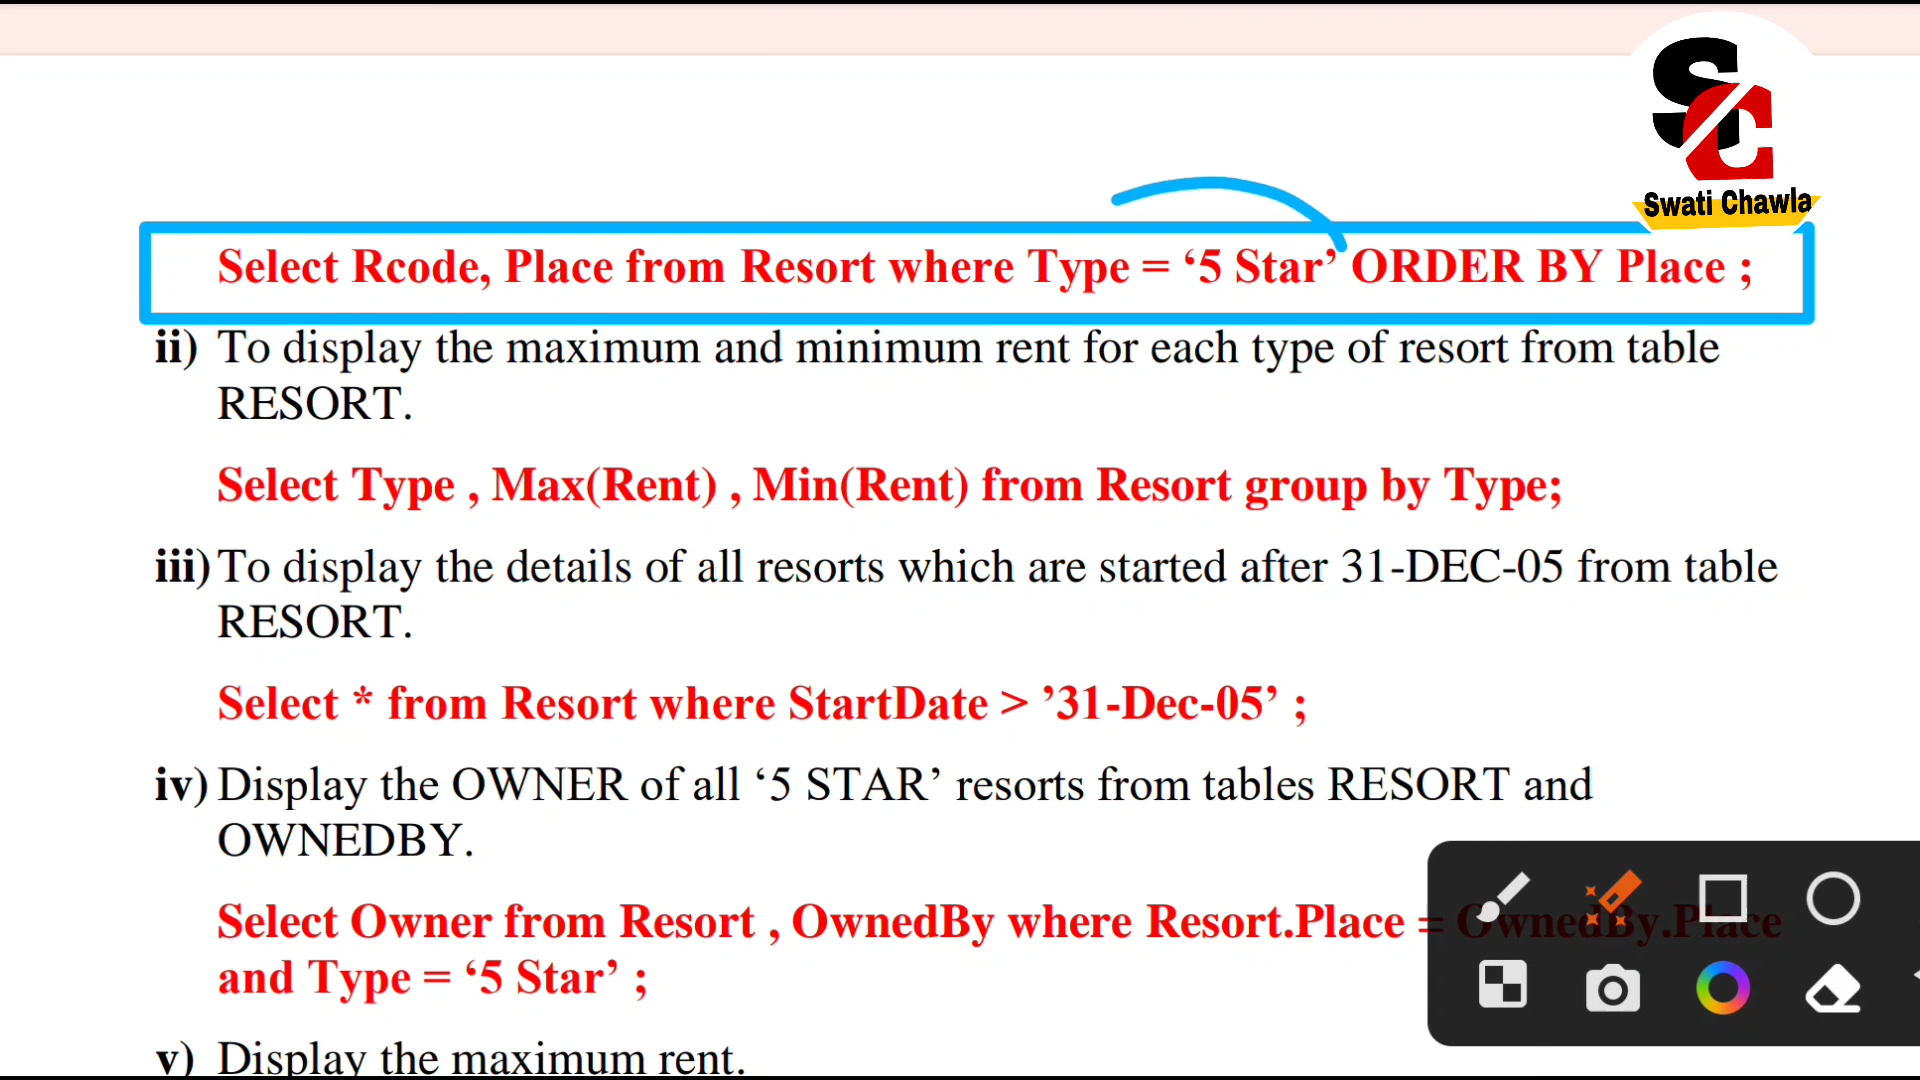 SC
Swati Chawla
Select Rcode, Place from Resort where Type = ‘5 Star’ ORDER BY Place ;
ii) To display the maximum and minimum rent for each type of resort from table
RESORT.
Select Type , Max(Rent) , Min(Rent) from Resort group by Type;
iii) To display the details of all resorts which are started after 31-DEC-05 from table
RESORT.
Select * from Resort where StartDate > ’31-Dec-05’ ;
iv) Display the OWNER of all ‘5 STAR’ resorts from tables RESORT and
OWNEDBY.
Select Owner from Resort , OwnedBy where Resort.Place = OwnedBy.Place
and Type = ‘5 Star’ ;
v) Display the maximum rent.